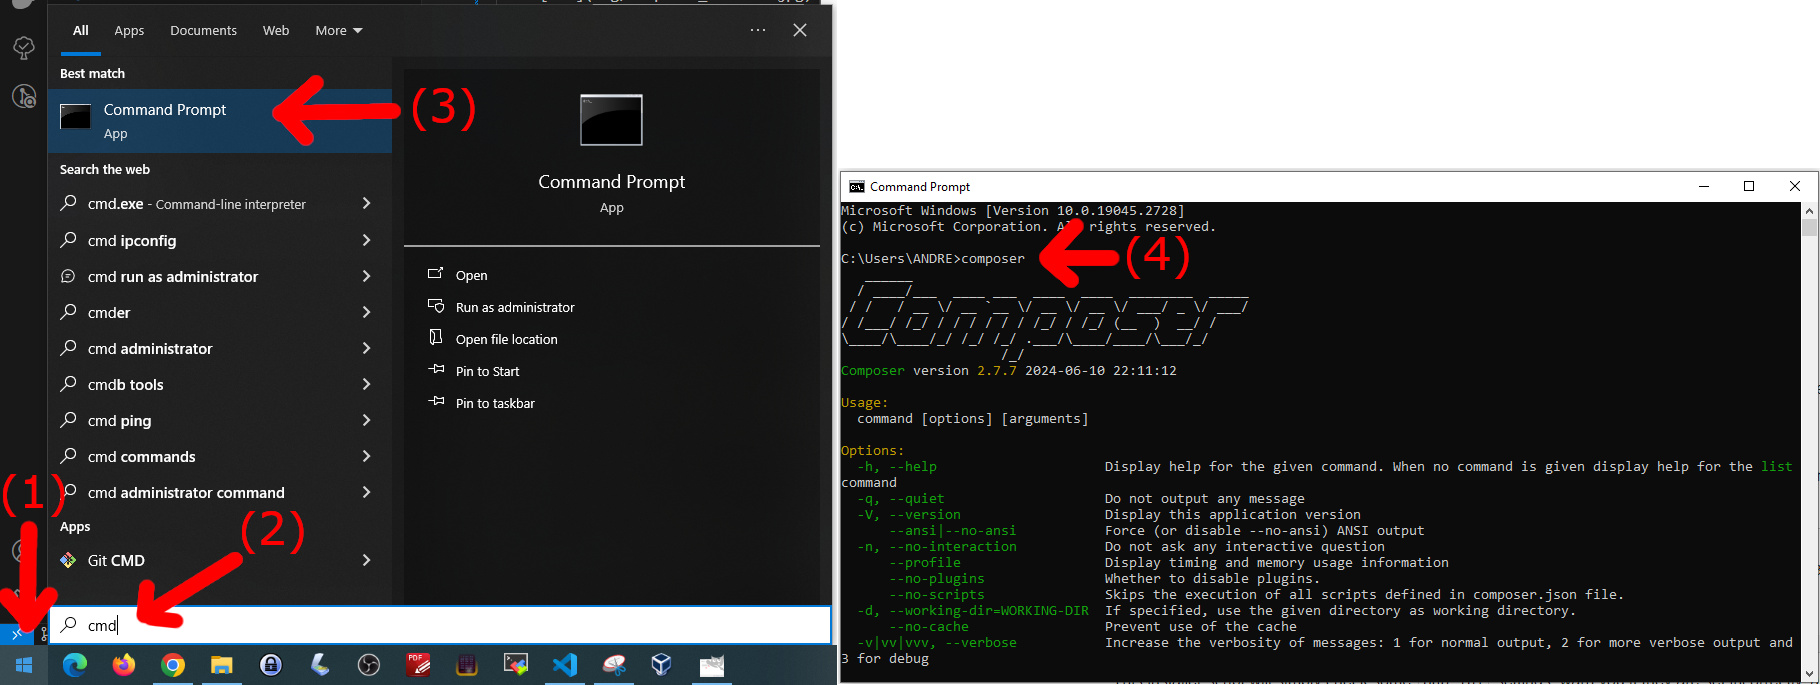 All Apps Documents Web More
Best match
Command Prompt
App
(3)
Search the web
cmd.exe - Command-line interpreter
cmd ipconfig
cmd run as administrator
cmder
cmd administrator
cmdb tools
cmd ping
cmd commands
cmd administrator command
(1)
Apps
(2)
Git CMD
cmd
Command Prompt
App
Open
Run as administrator
Open file location
Pin to Start
Pin to taskbar
PDF
Command Prompt
Microsoft Windows [Version 10.0.19045.2728]
(c) Microsoft Corporation. All rights reserved.
C:\Users\ANDRE>composer
(4)
Composer
Composer version 2.7.7 2024-06-10 22:11:12
Usage:
command [options] [arguments]
Options:
-h, --help Display help for the given command. When no command is given display help for the list
command
-q, --quiet Do not output any message
-V, --version Display this application version
--ansi|--no-ansi Force (or disable --no-ansi) ANSI output
-n, --no-interaction Do not ask any interactive question
--profile Display timing and memory usage information
--no-plugins Whether to disable plugins.
--no-scripts Skips the execution of all scripts defined in composer.json file.
-d, --working-dir=WORKING-DIR If specified, use the given directory as working directory.
--no-cache Prevent use of the cache
-v|vv|vvv, --verbose Increase the verbosity of messages: 1 for normal output, 2 for more verbose output and
3 for debug